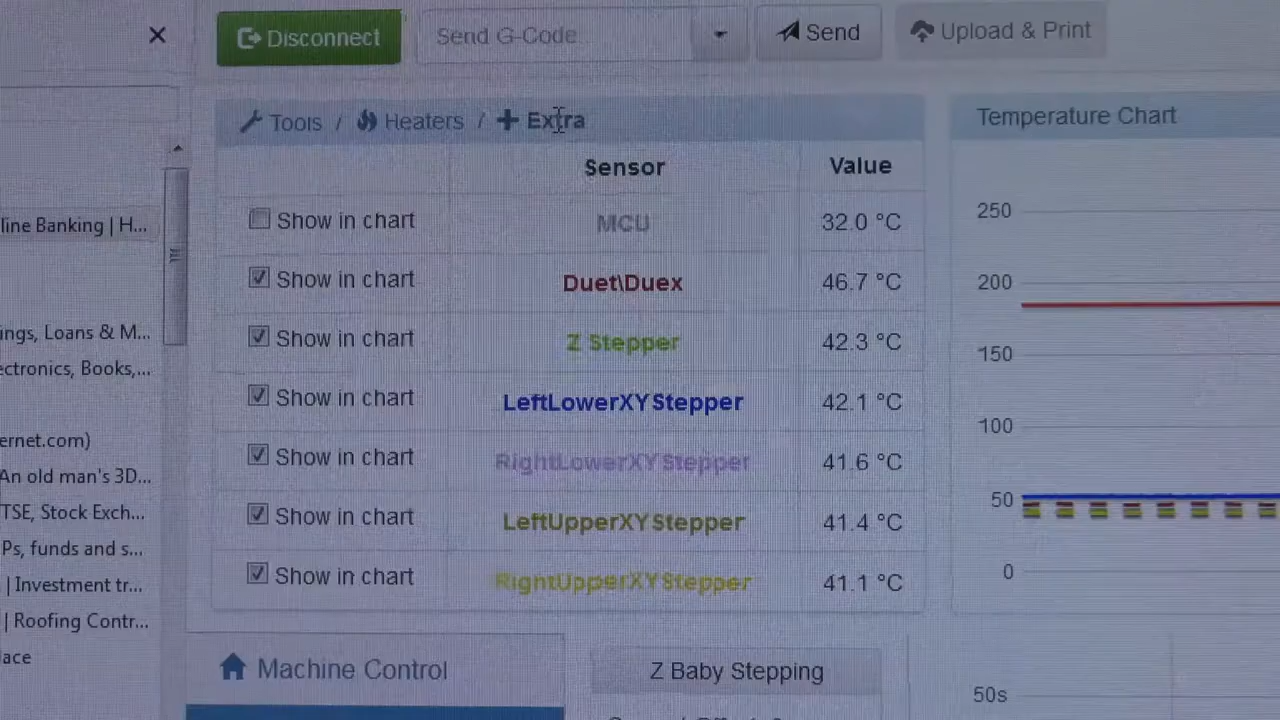 Disconnect
Send G-Code
Send
Upload & Print
Tools / Heaters / Extra
Temperature Chart
Sensor
Value
Show in chart MCU 32.0 °C
Show in chart Duet\Duex 46.7 °C
Show in chart Z Stepper 42.3 °C
Show in chart LeftLowerXYStepper 42.1 °C
Show in chart RightLowerXYStepper 41.6 °C
Show in chart LeftUpperXYStepper 41.4 °C
Show in chart RightUpperXYStepper 41.1 °C
250
200
150
100
50
0
50s
line Banking | H...
ings, Loans & M...
ectronics, Books,...
ernet.com)
An old man's 3D...
TSE, Stock Exch...
Ps, funds and s...
| Investment tr...
| Roofing Contr...
lace
Machine Control
Z Baby Stepping